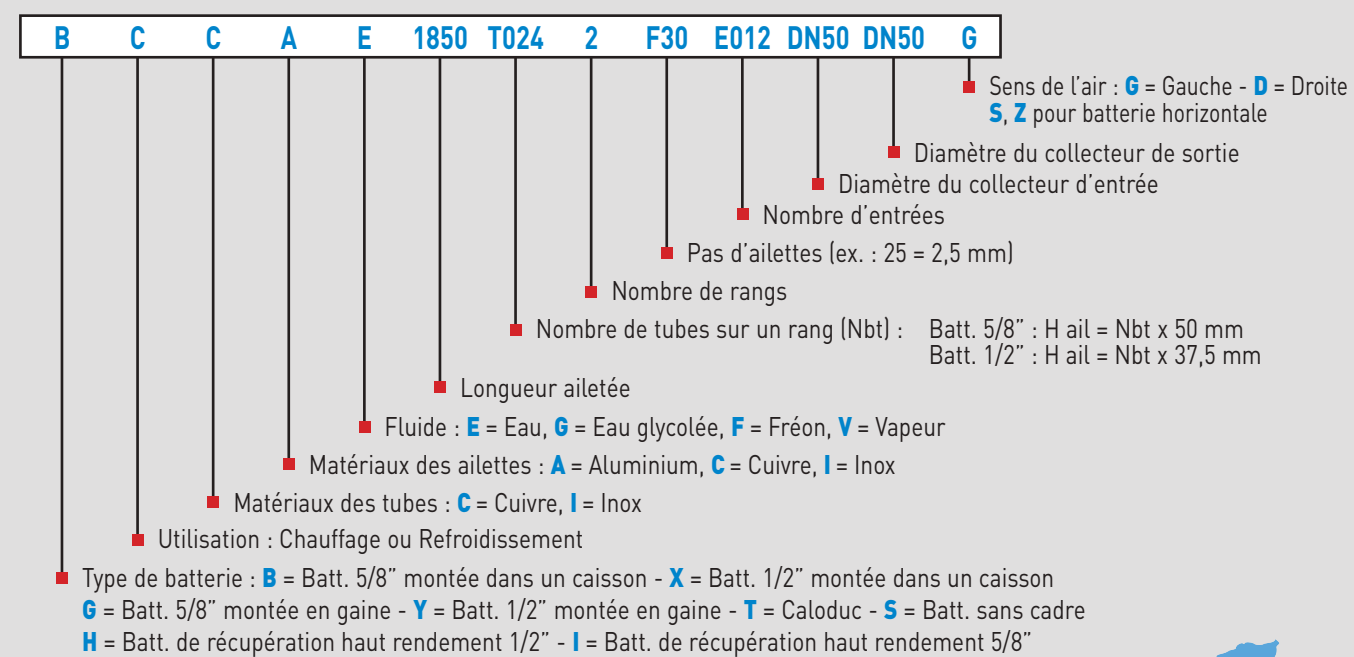 B C C A E 1850 T024 2 F30 E012 DN50 DN50 G
Sens de l'air : G = Gauche - D = Droite
S, Z pour batterie horizontale
Diamètre du collecteur de sortie
Diamètre du collecteur d'entrée
Nombre d'entrées
Pas d'ailettes (ex. : 25 = 2,5 mm)
Nombre de rangs
Nombre de tubes sur un rang (Nbt) : Batt. 5/8" : H ail = Nbt x 50 mm
Batt. 1/2" : H ail = Nbt x 37,5 mm
Longueur ailetée
Fluide : E = Eau, G = Eau glycolée, F = Fréon, V = Vapeur
Matériaux des ailettes : A = Aluminium, C = Cuivre, I = Inox
Matériaux des tubes : C = Cuivre, I = Inox
Utilisation : Chauffage ou Refroidissement
Type de batterie : B = Batt. 5/8" montée dans un caisson - X = Batt. 1/2" montée dans un caisson
G = Batt. 5/8" montée en gaine - Y = Batt. 1/2" montée en gaine - T = Caloduc - S = Batt. sans cadre
H = Batt. de récupération haut rendement 1/2" - I = Batt. de récupération haut rendement 5/8"